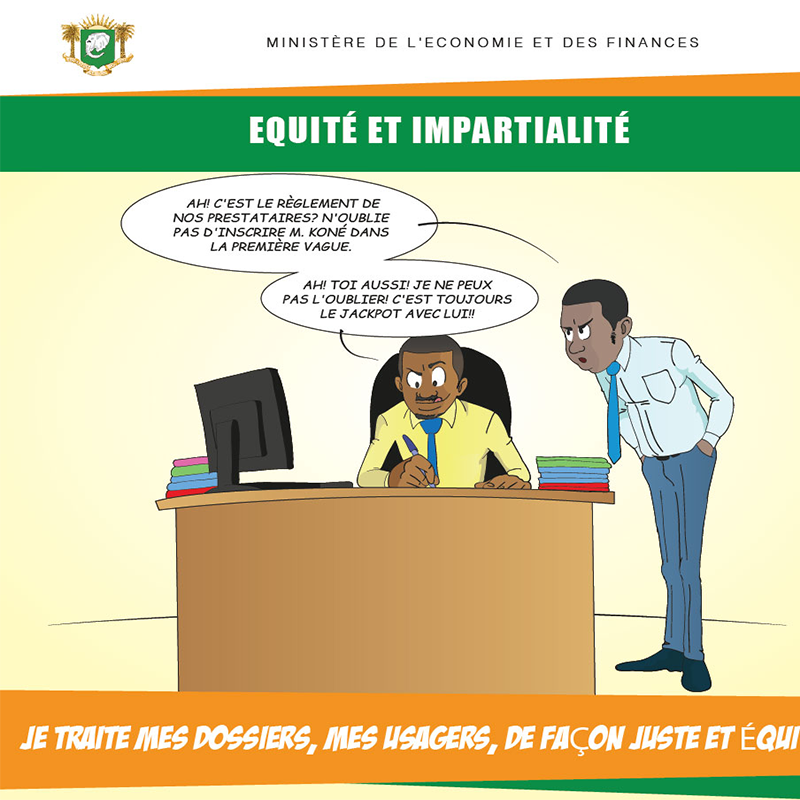 MINISTÈRE DE L'ECONOMIE ET DES FINANCES
EQUITÉ ET IMPARTIALITÉ
AH! C'EST LE RÈGLEMENT DE
NOS PRESTATAIRES? N'OUBLIE
PAS D'INSCRIRE M. KONÉ DANS
LA PREMIÈRE VAGUE.
AH! TOI AUSSI! JE NE PEUX
PAS L'OUBLIER! C'EST TOUJOURS
LE JACKPOT AVEC LUI!!
JE TRAITE MES DOSSIERS, MES USAGERS, DE FAÇON JUSTE ET ÉQUI